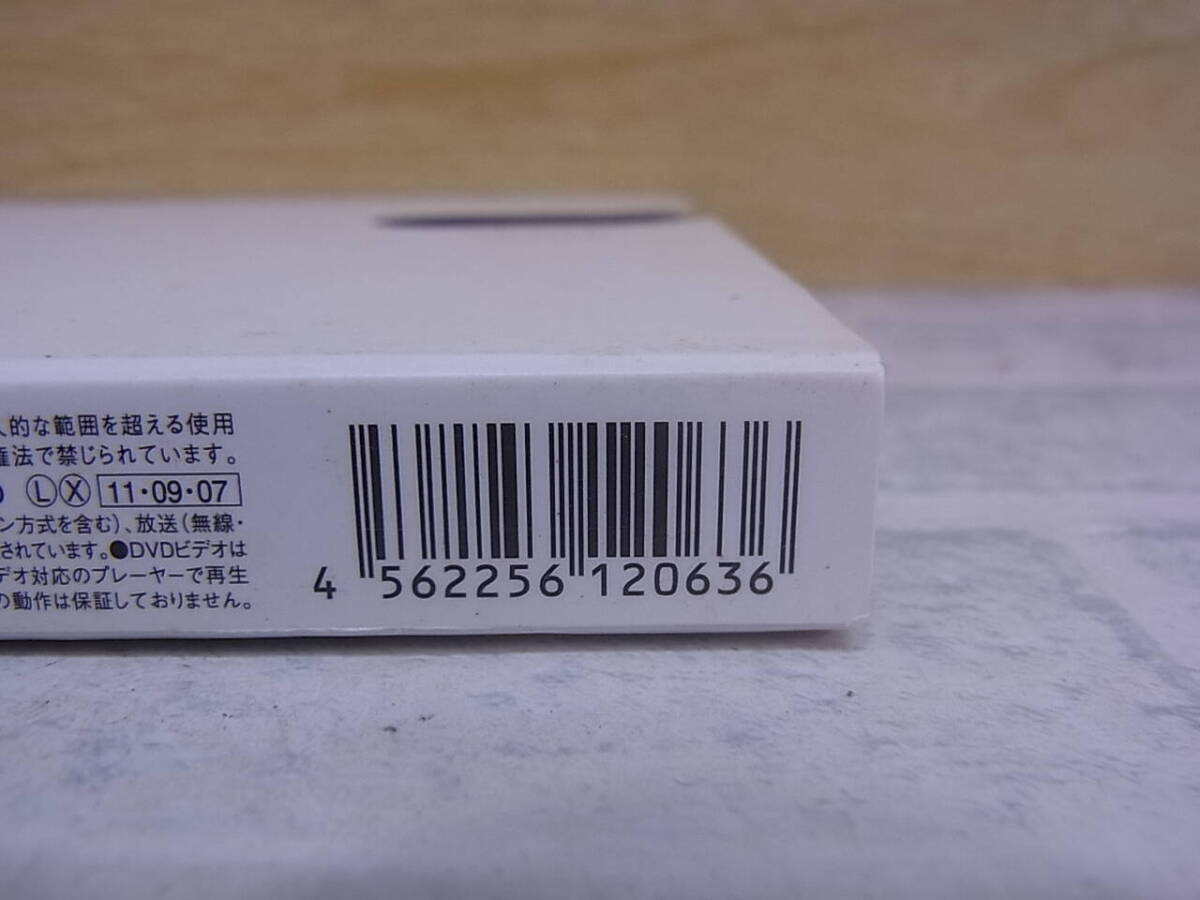 的な範囲を超える使用
権法で禁じられています。
Ⓛ Ⓧ 11・09・07
ン方式を含む)、放送(無線・
されています。●DVDビデオは
デオ対応のプレーヤーで再生
の動作は保証しておりません。
4 562256 120636